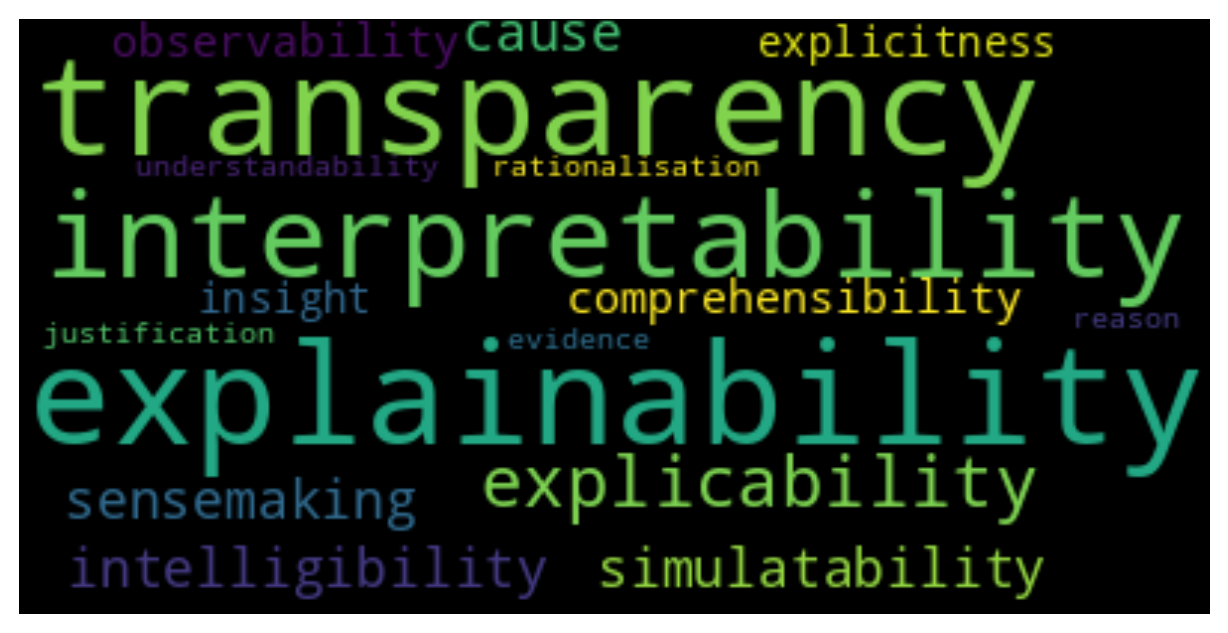 observability cause explicitness
transparency
understandability rationalisation
interpretability
insight comprehensibility reason
justification evidence
explainability
sensemaking explicability
intelligibility simulatability